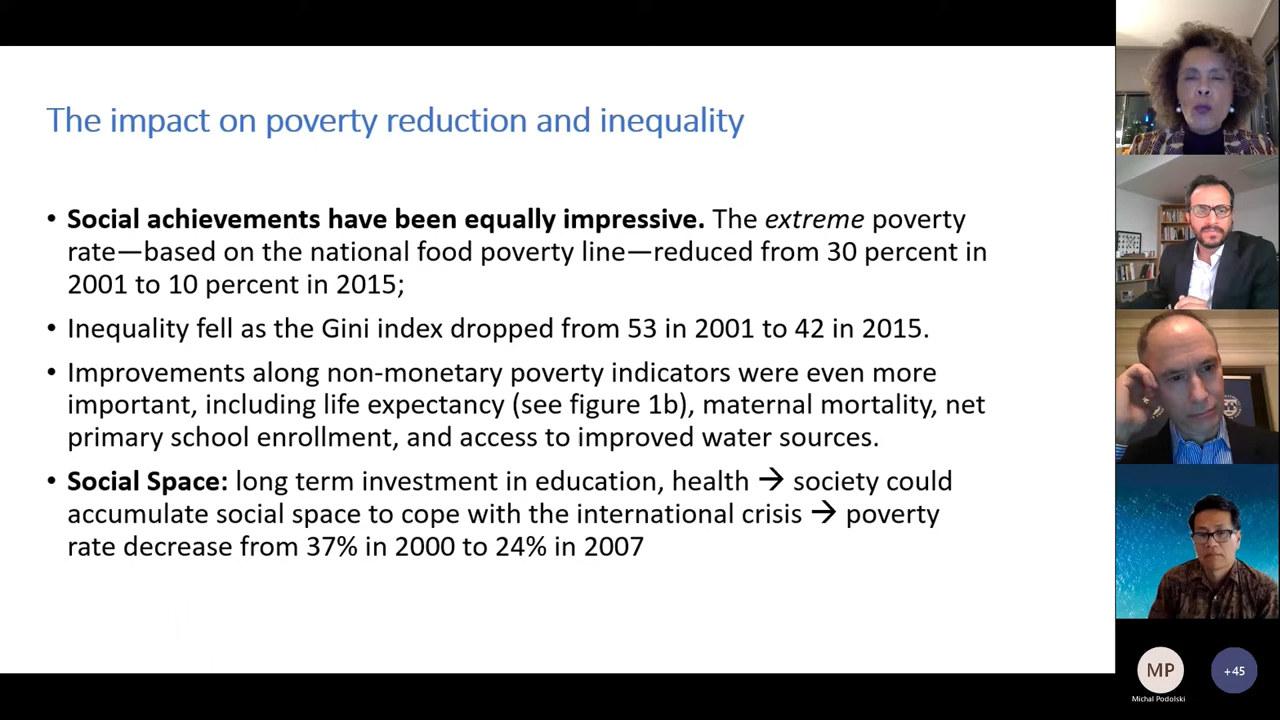 The impact on poverty reduction and inequality
• Social achievements have been equally impressive. The extreme poverty
rate—based on the national food poverty line—reduced from 30 percent in
2001 to 10 percent in 2015;
• Inequality fell as the Gini index dropped from 53 in 2001 to 42 in 2015.
• Improvements along non-monetary poverty indicators were even more
important, including life expectancy (see figure 1b), maternal mortality, net
primary school enrollment, and access to improved water sources.
• Social Space: long term investment in education, health → society could
accumulate social space to cope with the international crisis → poverty
rate decrease from 37% in 2000 to 24% in 2007
MP
+45
Michal Podolski